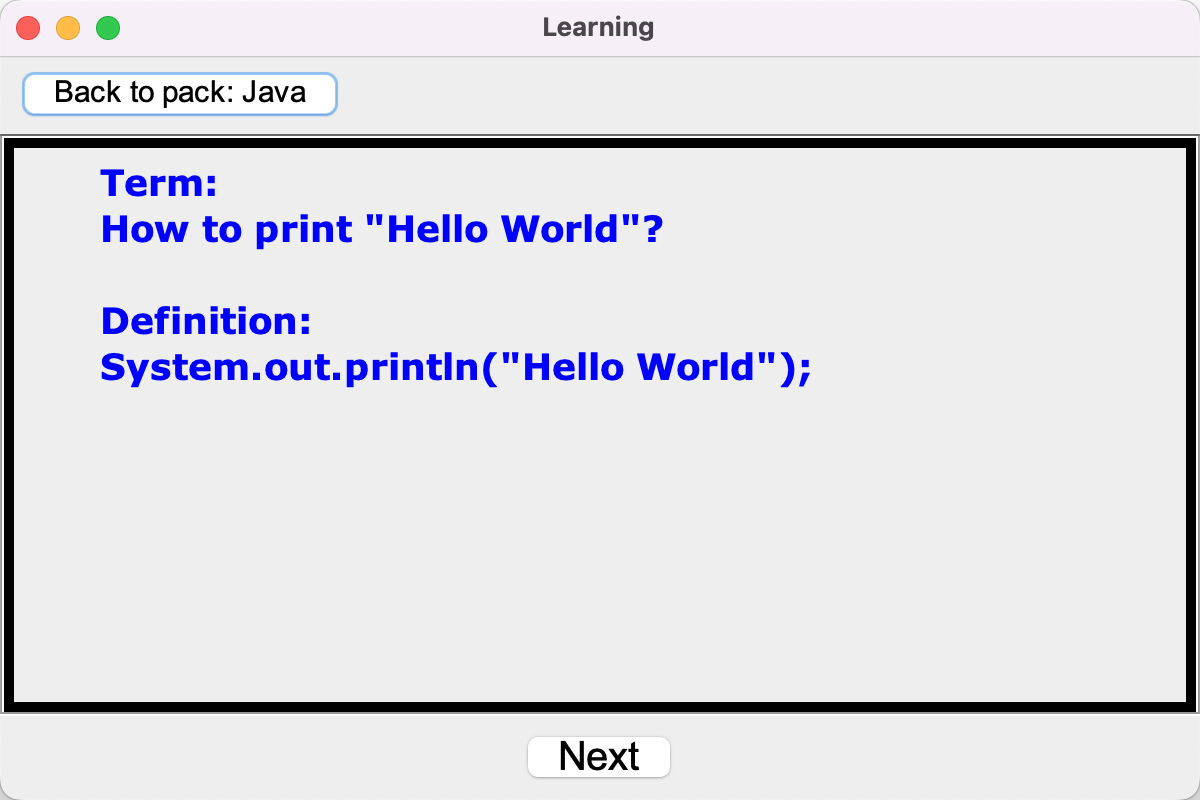 Learning
Back to pack: Java
Term:
How to print "Hello World"?
Definition:
System.out.println("Hello World");
Next